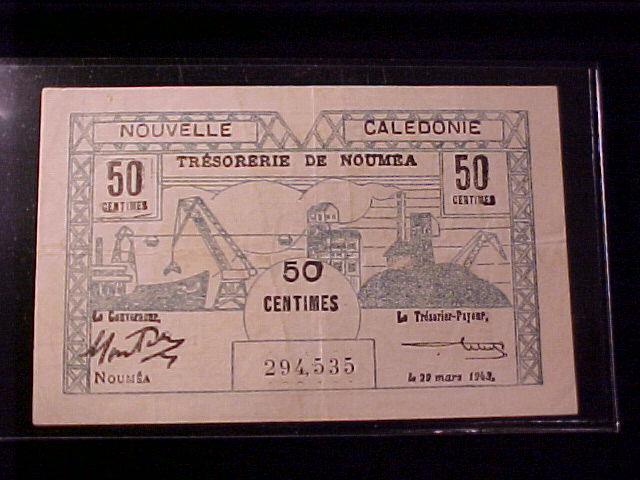 NOUVELLE CALEDONIE
TRÉSORERIE DE NOUMEA
50 CENTIMES
50 CENTIMES
50 CENTIMES
Le Gouverneur,
Le Trésorier-Payeur,
294,535
NOUMÉA
le 29 mars 1943.